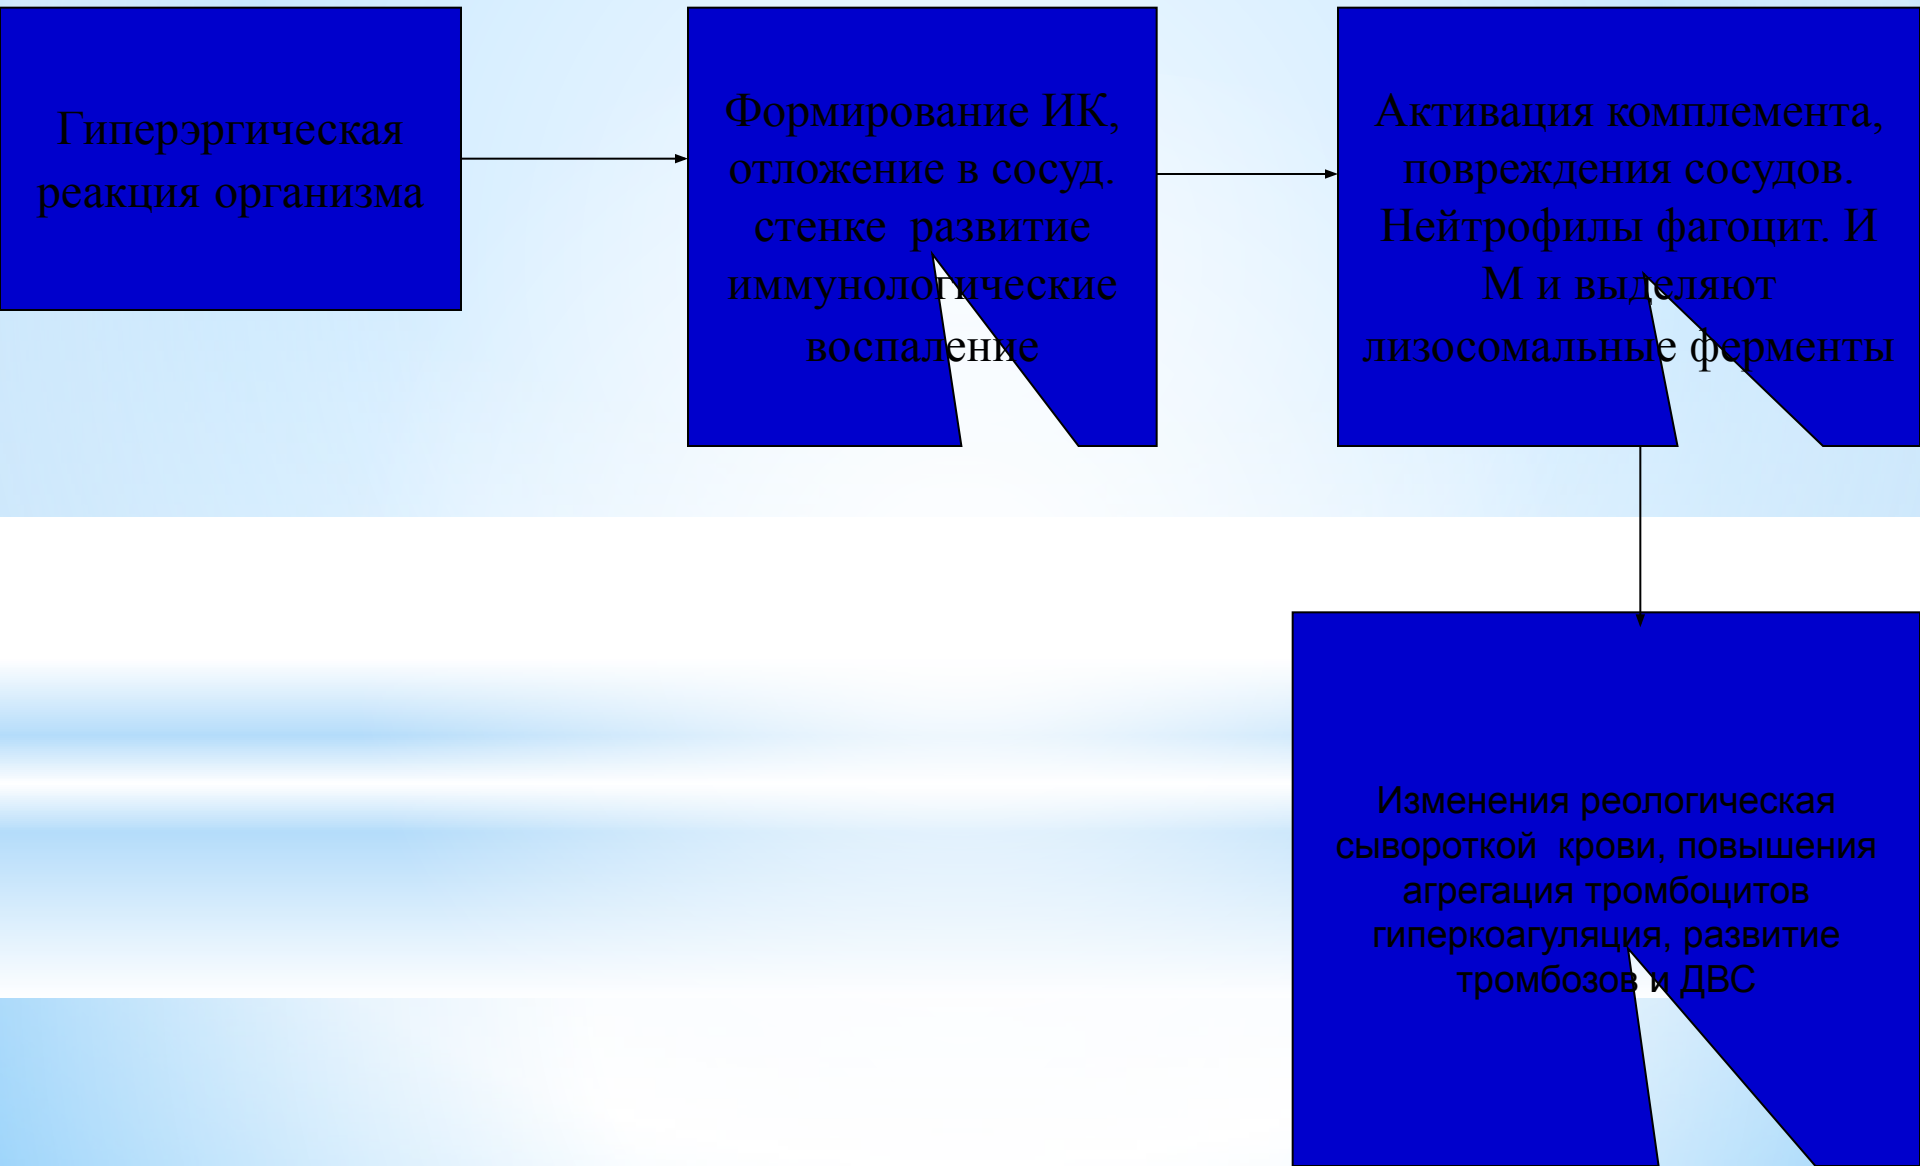 Гиперэргическая
реакция организма
Формирование ИК,
отложение в сосуд.
стенке  развитие
иммунологические
воспаление
Активация комплемента,
повреждения сосудов.
Нейтрофилы фагоцит. И
М и выделяют
лизосомальные ферменты
Изменения реологическая
сывороткой  крови, повышения
агрегация тромбоцитов
гиперкоагуляция, развитие
тромбозов и ДВС